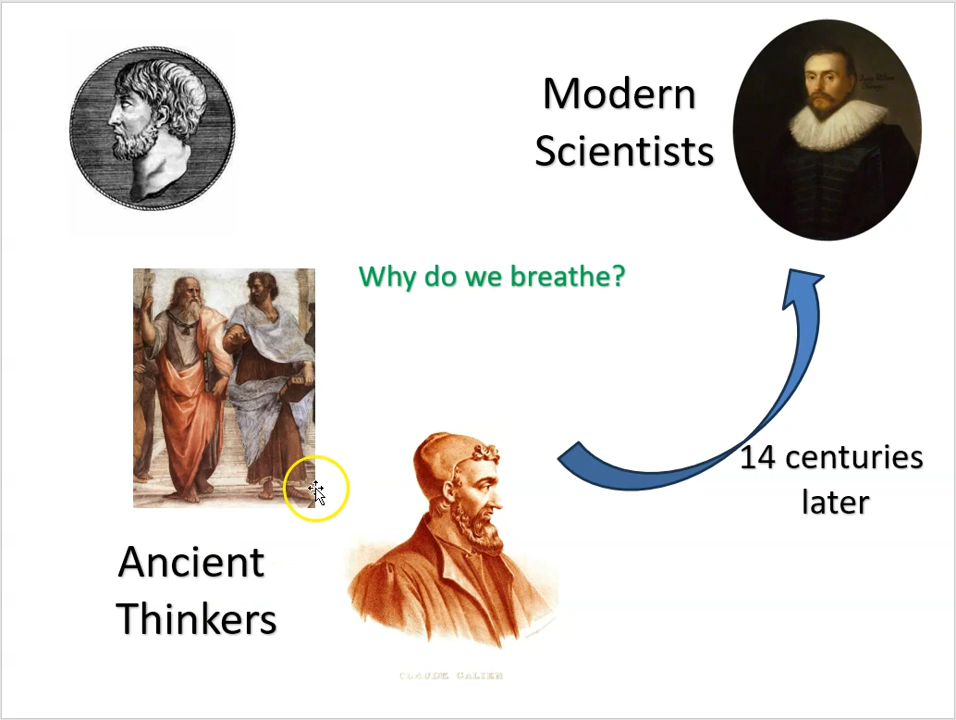 Modern
Scientists
Why do we breathe?
14 centuries
later
Ancient
Thinkers
CLAUDE GALIEN